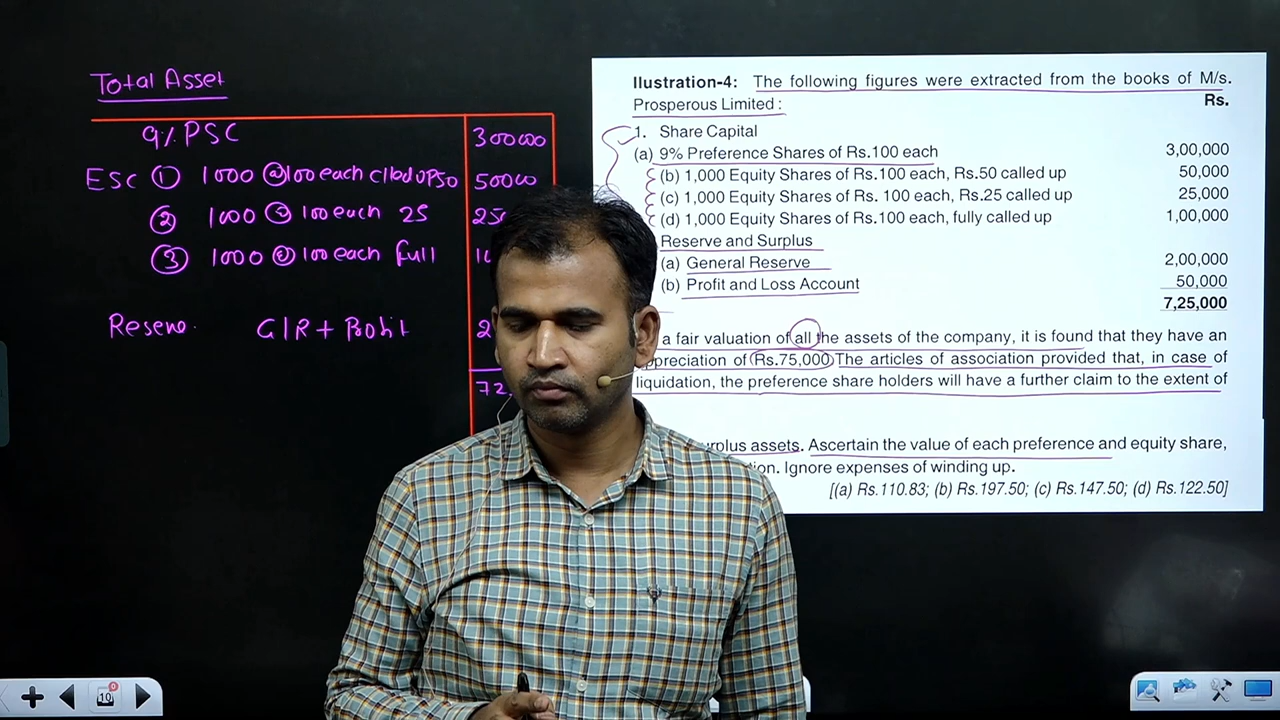 Total Asset
9% PSC 300000
ESC ① 1000 @100 each clled up50 50000
② 1000 @ 100 each 25
③ 1000 @ 100 each full
Reserve. G/R + Profit
Ilustration-4: The following figures were extracted from the books of M/s.
Prosperous Limited : Rs.
1. Share Capital
(a) 9% Preference Shares of Rs.100 each 3,00,000
(b) 1,000 Equity Shares of Rs.100 each, Rs.50 called up 50,000
(c) 1,000 Equity Shares of Rs. 100 each, Rs.25 called up 25,000
(d) 1,000 Equity Shares of Rs.100 each, fully called up 1,00,000
Reserve and Surplus
(a) General Reserve 2,00,000
(b) Profit and Loss Account 50,000
7,25,000
a fair valuation of all the assets of the company, it is found that they have an
ppreciation of Rs.75,000 The articles of association provided that, in case of
liquidation, the preference share holders will have a further claim to the extent of
rplus assets. Ascertain the value of each preference and equity share,
ion. Ignore expenses of winding up.
[(a) Rs.110.83; (b) Rs.197.50; (c) Rs.147.50; (d) Rs.122.50]
10